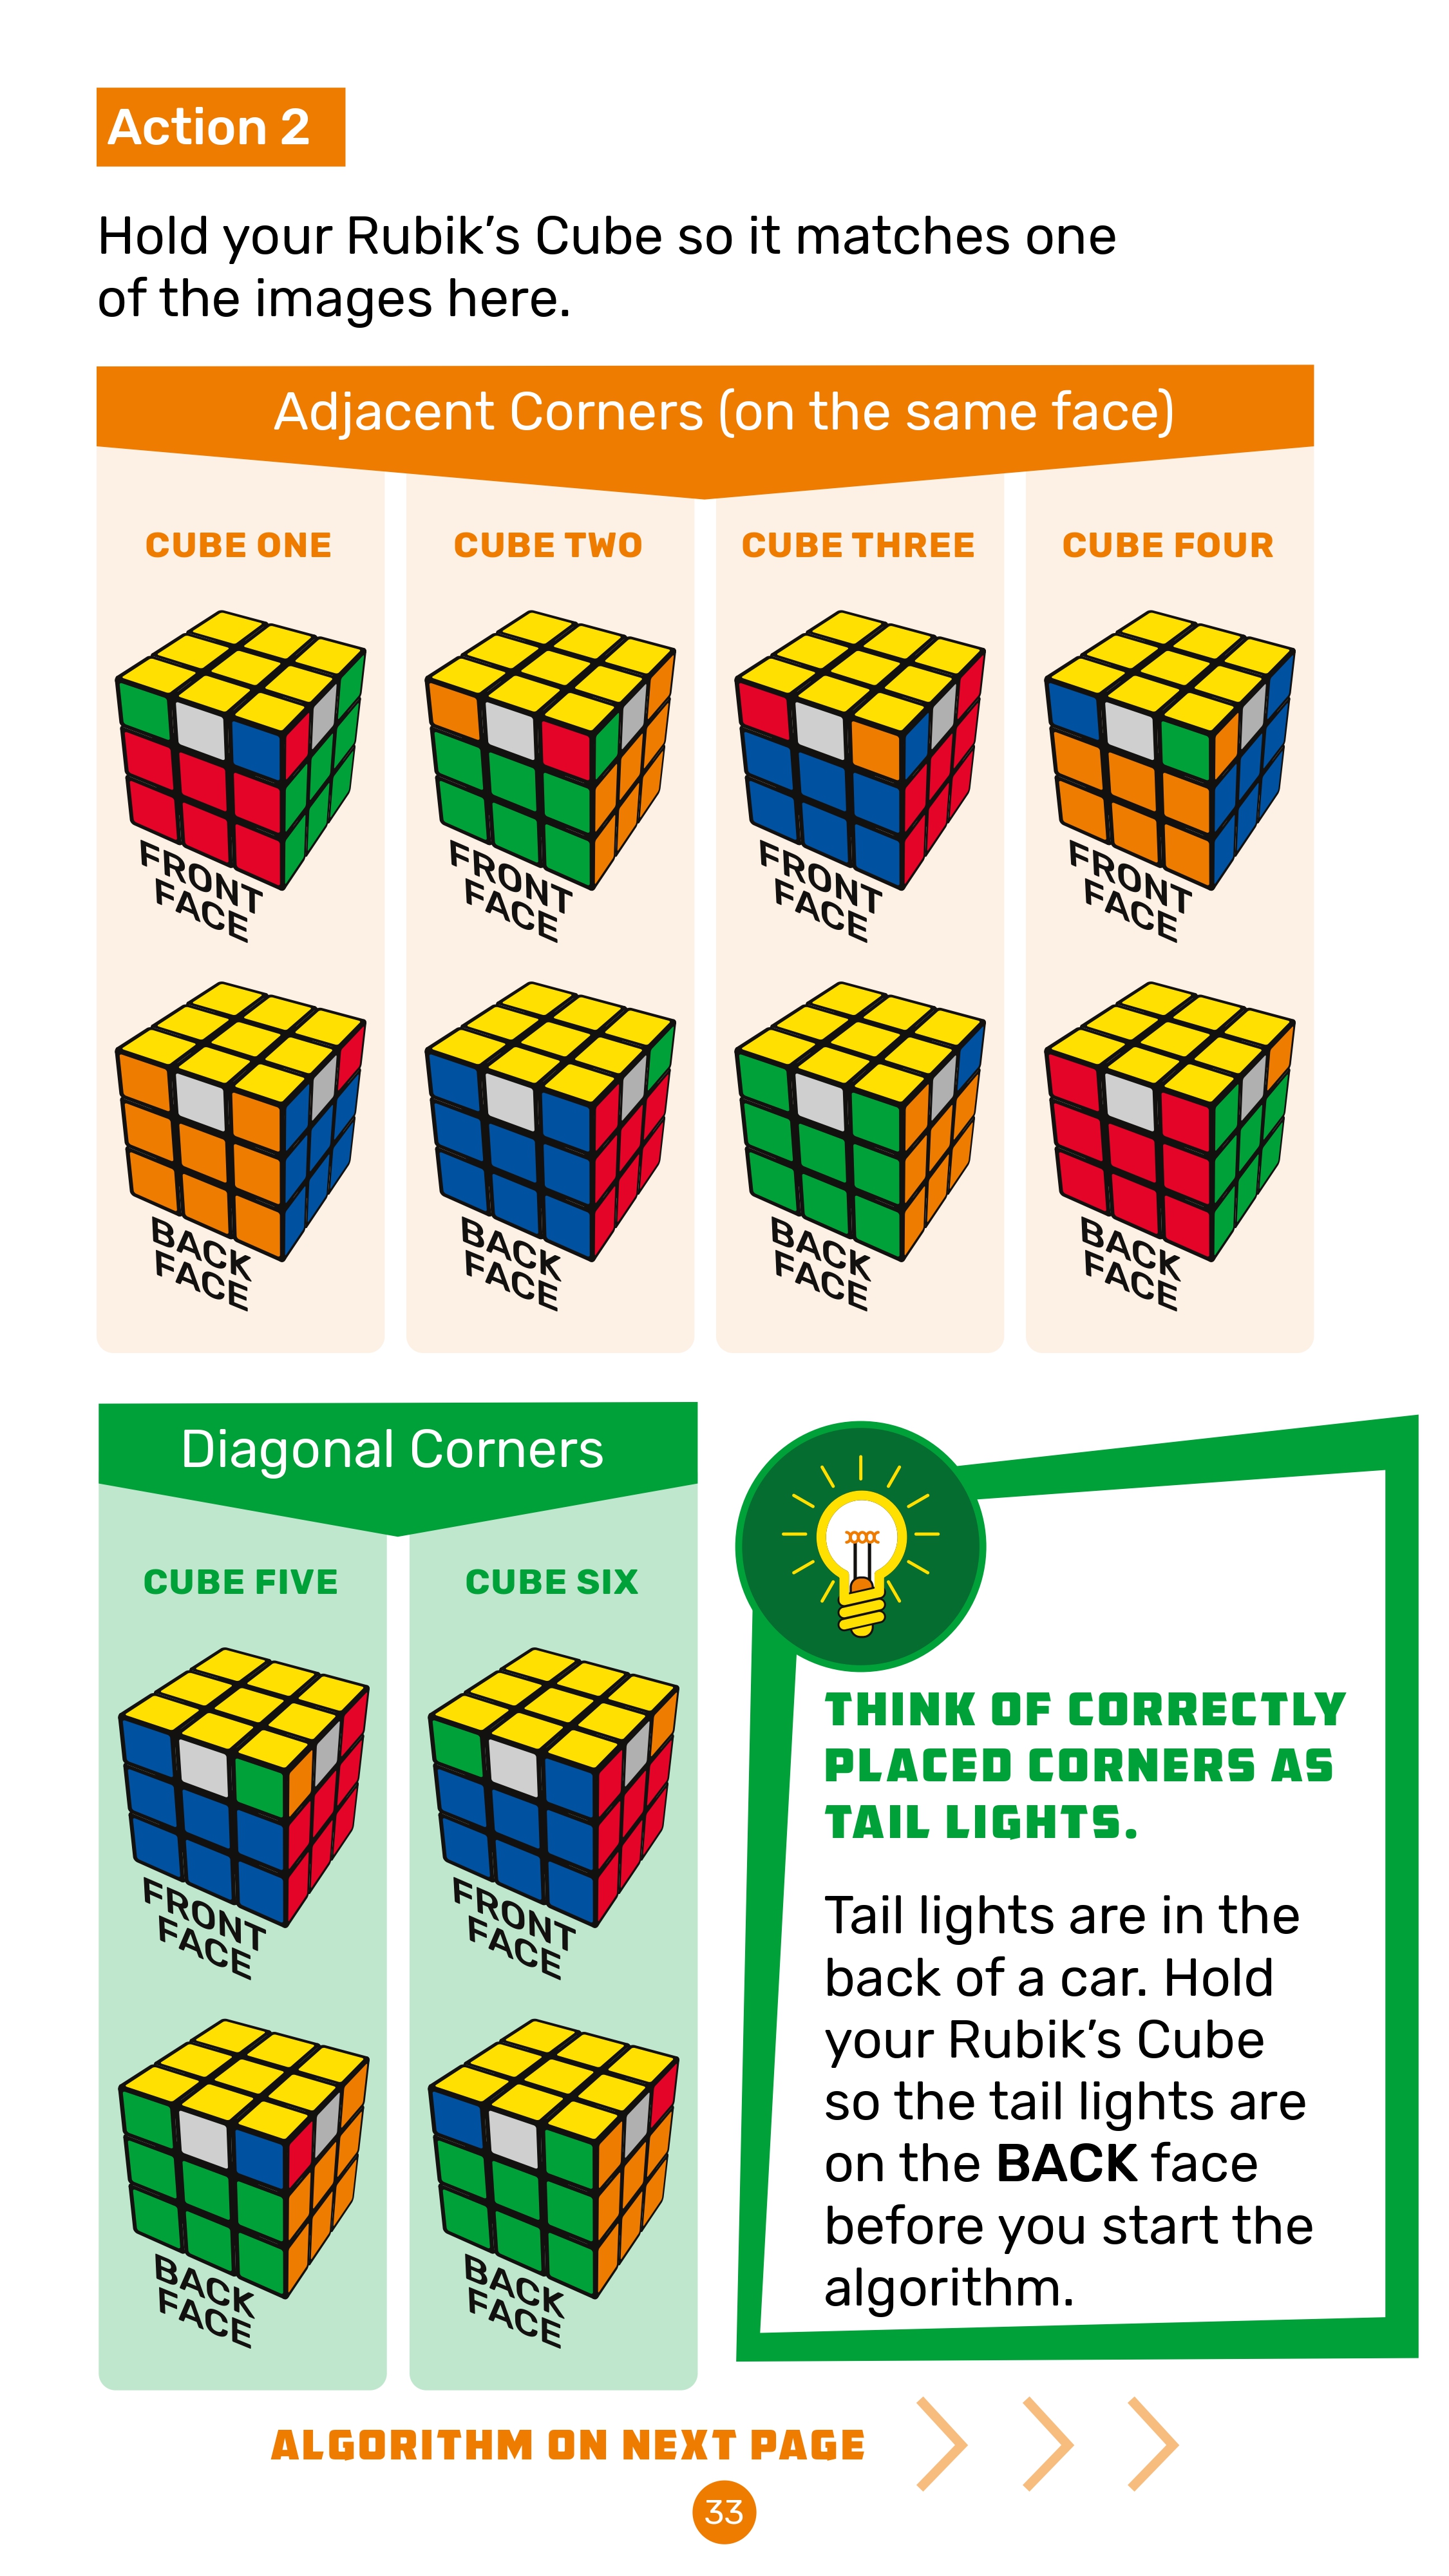 Action 2
Hold your Rubik’s Cube so it matches one
of the images here.
Adjacent Corners (on the same face)
CUBE ONE
CUBE TWO
CUBE THREE
CUBE FOUR
FRONT
FACE
FRONT
FACE
FRONT
FACE
FRONT
FACE
BACK
FACE
BACK
FACE
BACK
FACE
BACK
FACE
Diagonal Corners
CUBE FIVE
CUBE SIX
FRONT
FACE
FRONT
FACE
BACK
FACE
BACK
FACE
THINK OF CORRECTLY
PLACED CORNERS AS
TAIL LIGHTS.
Tail lights are in the
back of a car. Hold
your Rubik’s Cube
so the tail lights are
on the BACK face
before you start the
algorithm.
ALGORITHM ON NEXT PAGE
33